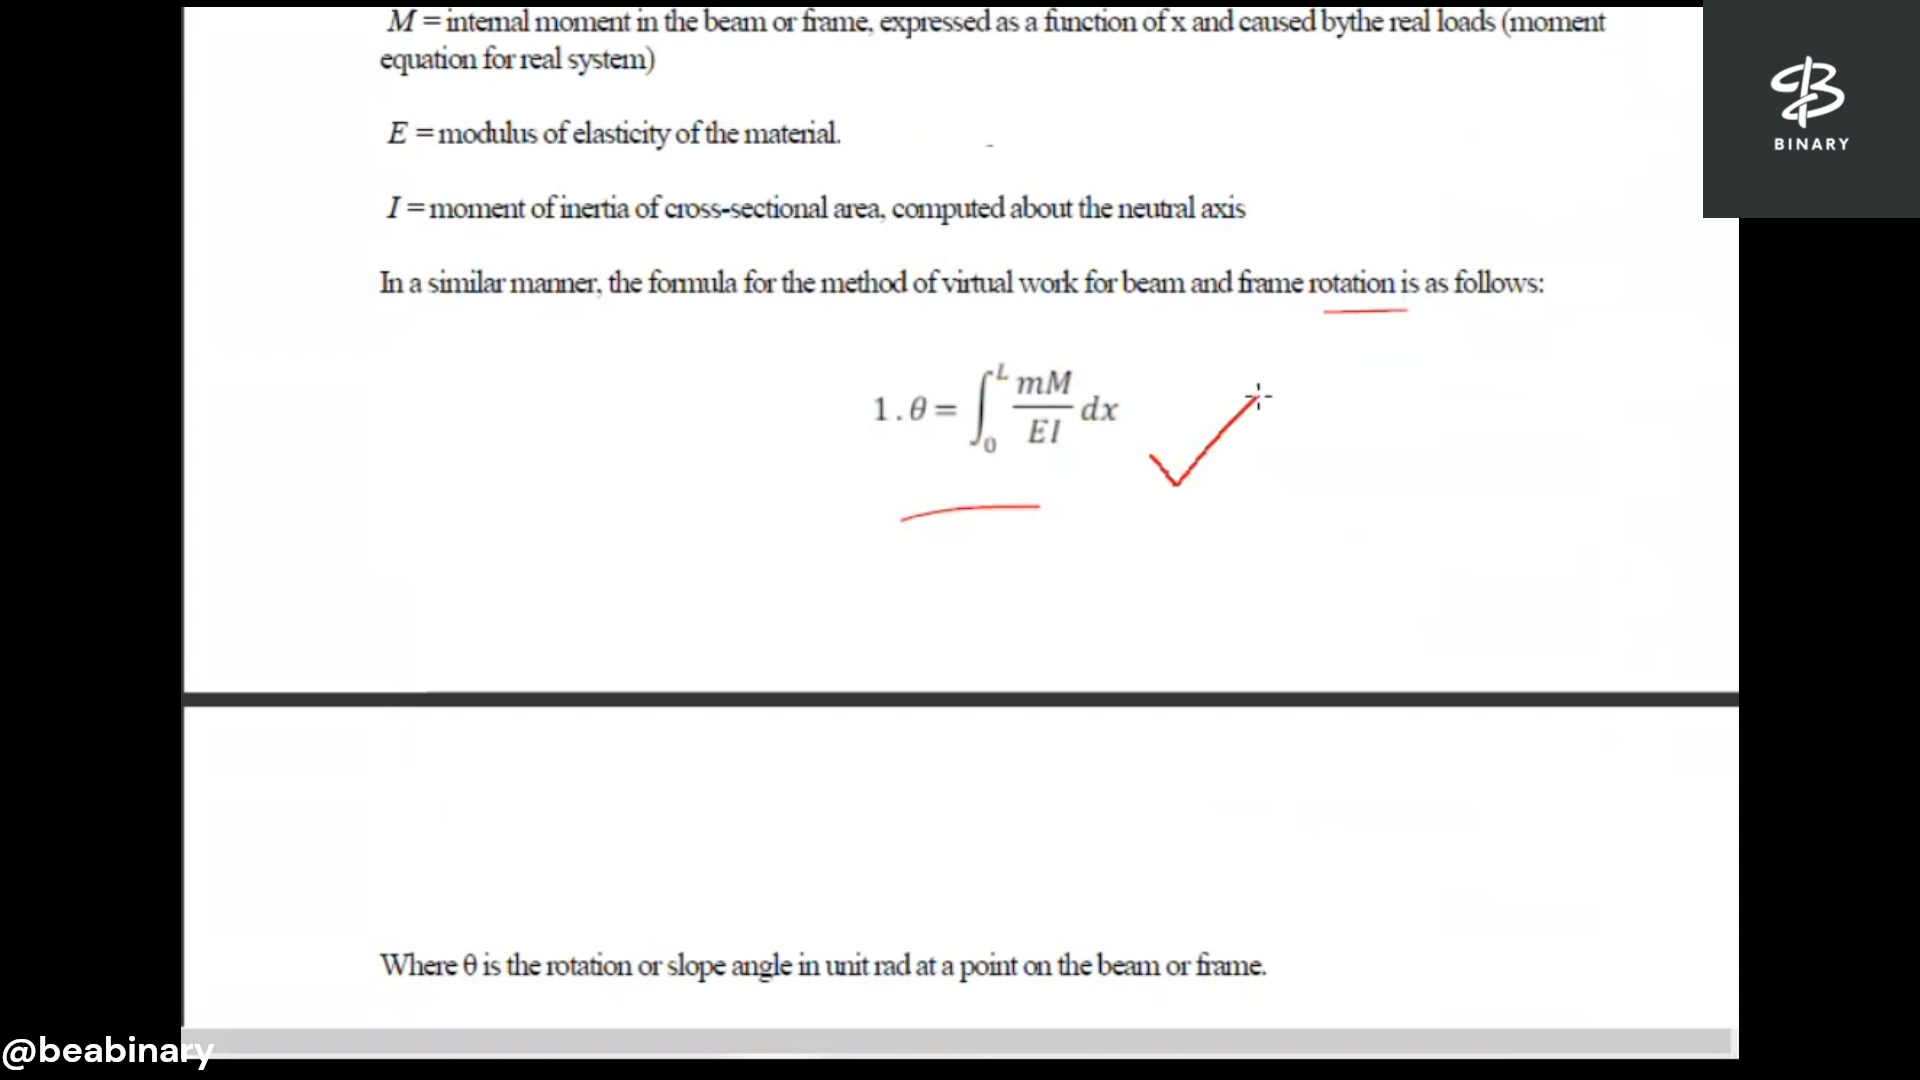 M = internal moment in the beam or frame, expressed as a function of x and caused bythe real loads (moment
equation for real system)
BINARY
E = modulus of elasticity of the material.
I = moment of inertia of cross-sectional area, computed about the neutral axis
In a similar manner, the formula for the method of virtual work for beam and frame rotation is as follows:
1 . θ = ∫₀ᴸ mM/EI dx
Where θ is the rotation or slope angle in unit rad at a point on the beam or frame.
@beabinary